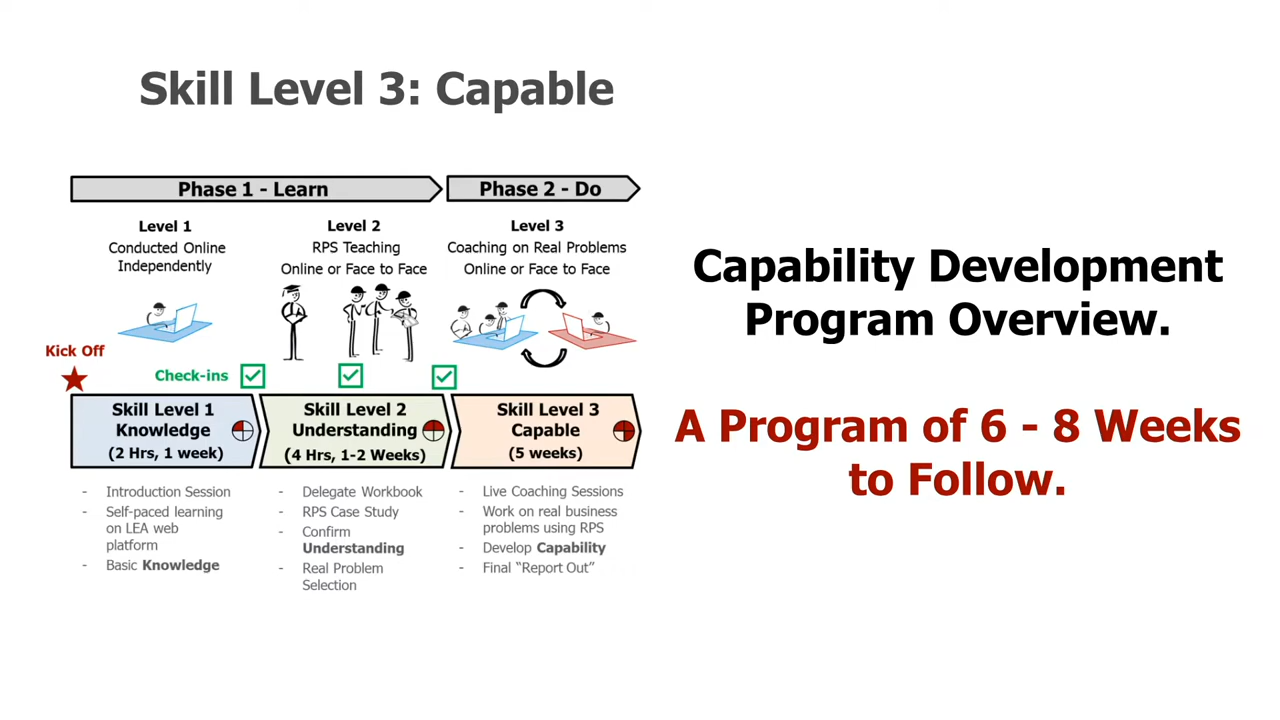 Skill Level 3: Capable
Phase 1 - Learn
Phase 2 - Do
Level 1
Conducted Online
Independently
Level 2
RPS Teaching
Online or Face to Face
Level 3
Coaching on Real Problems
Online or Face to Face
Kick Off
Check-ins
Skill Level 1
Knowledge
(2 Hrs, 1 week)
Skill Level 2
Understanding
(4 Hrs, 1-2 Weeks)
Skill Level 3
Capable
(5 weeks)
- Introduction Session
- Self-paced learning
on LEA web
platform
- Basic Knowledge
- Delegate Workbook
- RPS Case Study
- Confirm
Understanding
- Real Problem
Selection
- Live Coaching Sessions
- Work on real business
problems using RPS
- Develop Capability
- Final “Report Out”
Capability Development
Program Overview.
A Program of 6 - 8 Weeks
to Follow.